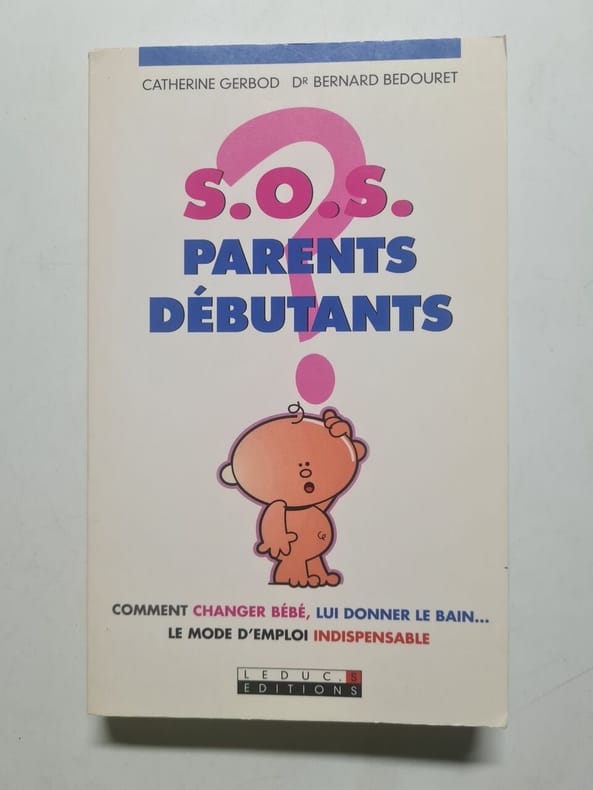 CATHERINE GERBOD DR BERNARD BEDOURET
?
S.O.S.
PARENTS
DÉBUTANTS
COMMENT CHANGER BÉBÉ, LUI DONNER LE BAIN...
LE MODE D'EMPLOI INDISPENSABLE
LEDUC.S
EDITIONS